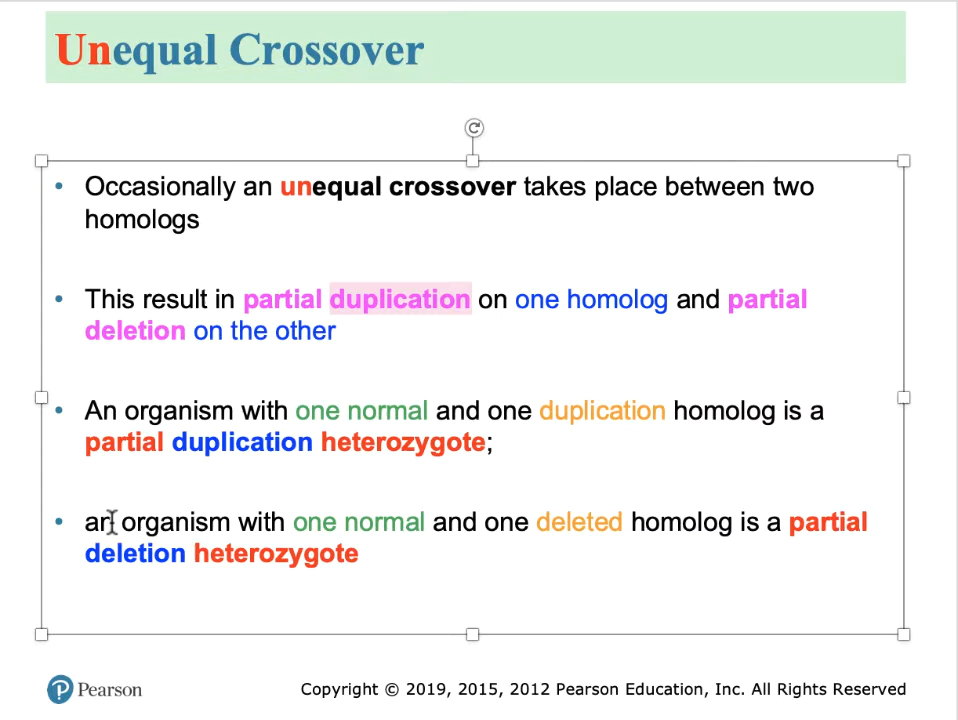 Unequal Crossover
• Occasionally an unequal crossover takes place between two
homologs
• This result in partial duplication on one homolog and partial
deletion on the other
• An organism with one normal and one duplication homolog is a
partial duplication heterozygote;
• an organism with one normal and one deleted homolog is a partial
deletion heterozygote
Pearson
Copyright © 2019, 2015, 2012 Pearson Education, Inc. All Rights Reserved